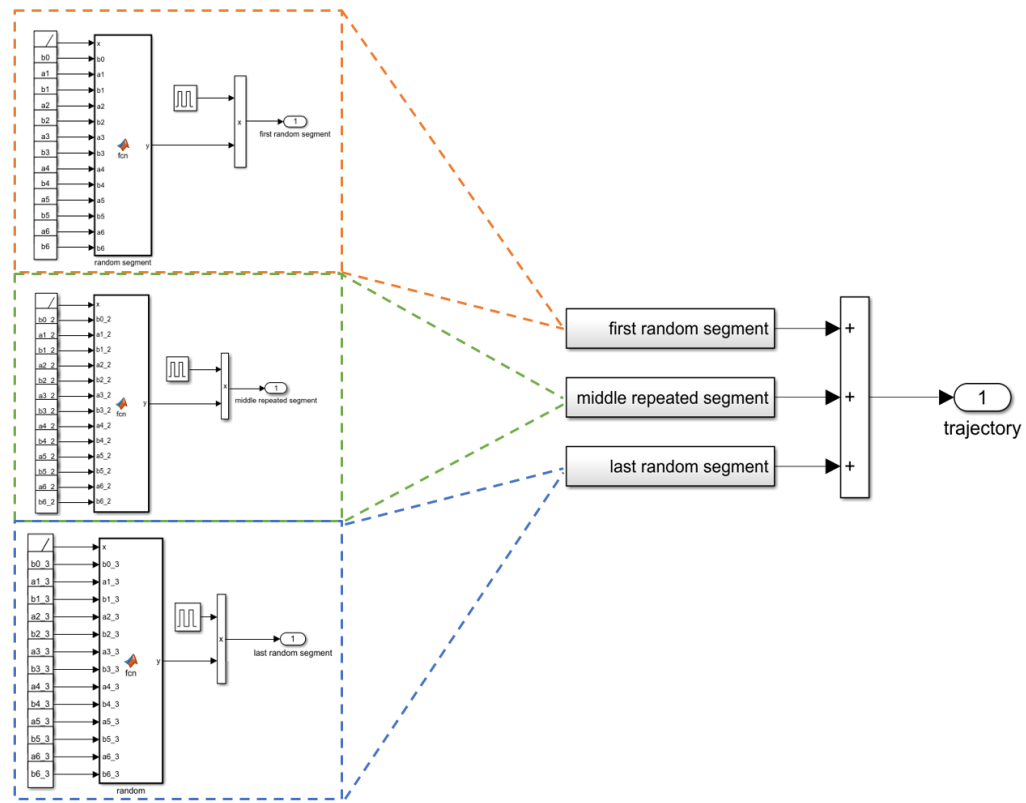 x
b0 b0
a1 a1
b1 b1
a2 a2
b2 b2
a3 a3
b3 b3
a4 a4
b4 b4
a5 a5
b5 b5
a6 a6
b6 b6
fcn
y
random segment
x
1
first random segment
x
b0_2 b0_2
a1_2 a1_2
b1_2 b1_2
a2_2 a2_2
b2_2 b2_2
a3_2 a3_2
b3_2 b3_2
a4_2 a4_2
b4_2 b4_2
a5_2 a5_2
b5_2 b5_2
a6_2 a6_2
b6_2 b6_2
fcn
y
x
1
middle repeated segment
x
b0_3 b0_3
a1_3 a1_3
b1_3 b1_3
a2_3 a2_3
b2_3 b2_3
a3_3 a3_3
b3_3 b3_3
a4_3 a4_3
b4_3 b4_3
a5_3 a5_3
b5_3 b5_3
a6_3 a6_3
b6_3 b6_3
fcn
y
random
x
1
last random segment
first random segment +
middle repeated segment +
last random segment +
1
trajectory